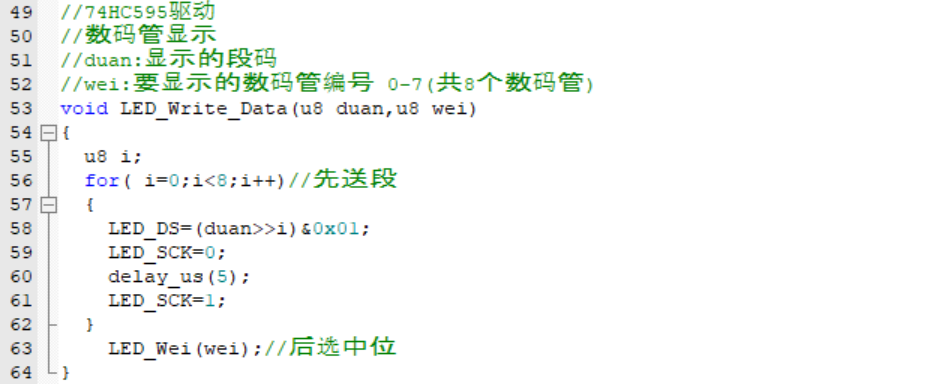 49 //74HC595驱动
50 //数码管显示
51 //duan:显示的段码
52 //wei:要显示的数码管编号 0-7(共8个数码管)
53 void LED_Write_Data(u8 duan,u8 wei)
54 {
55 u8 i;
56 for( i=0;i<8;i++)//先送段
57 {
58 LED_DS=(duan>>i)&0x01;
59 LED_SCK=0;
60 delay_us(5);
61 LED_SCK=1;
62 }
63 LED_Wei(wei);//后选中位
64 }